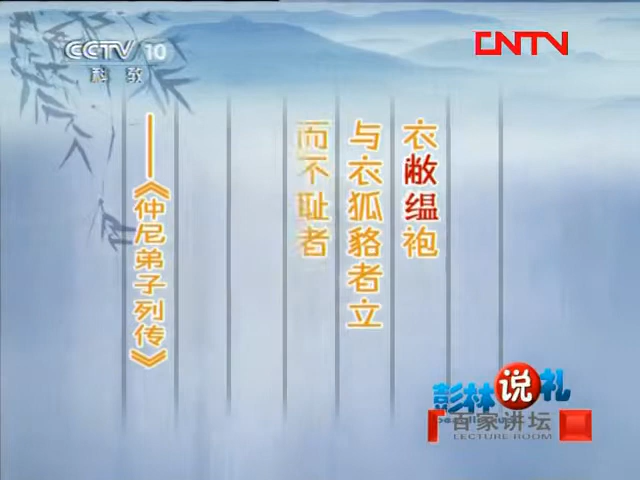 CCTV 10
科教
CNTV
衣敝缊袍
与衣狐貉者立
而不耻者
——《仲尼弟子列传》
彭林说礼
百家讲坛
LECTURE ROOM